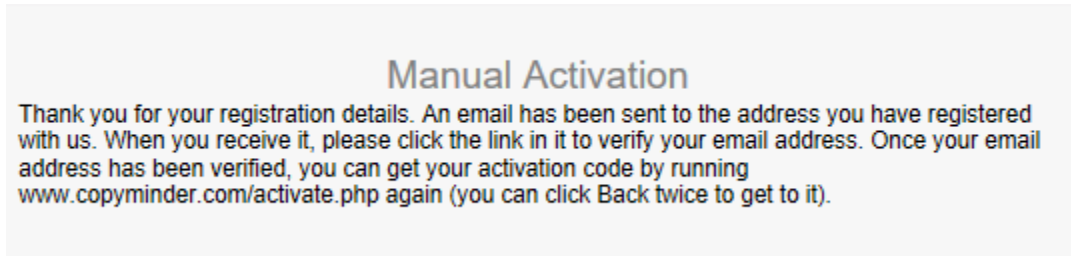 Manual Activation
Thank you for your registration details. An email has been sent to the address you have registered
with us. When you receive it, please click the link in it to verify your email address. Once your email
address has been verified, you can get your activation code by running
www.copyminder.com/activate.php again (you can click Back twice to get to it).